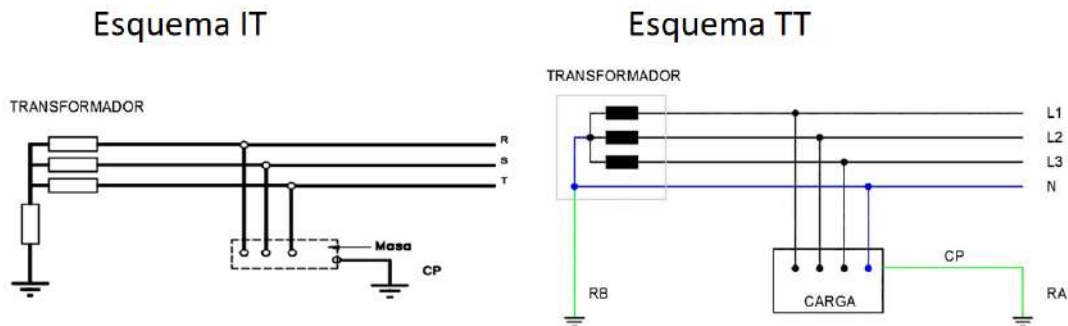 Esquema IT
TRANSFORMADOR
R
S
T
Masa
CP
Esquema TT
TRANSFORMADOR
L1
L2
L3
N
CP
RB
CARGA
RA